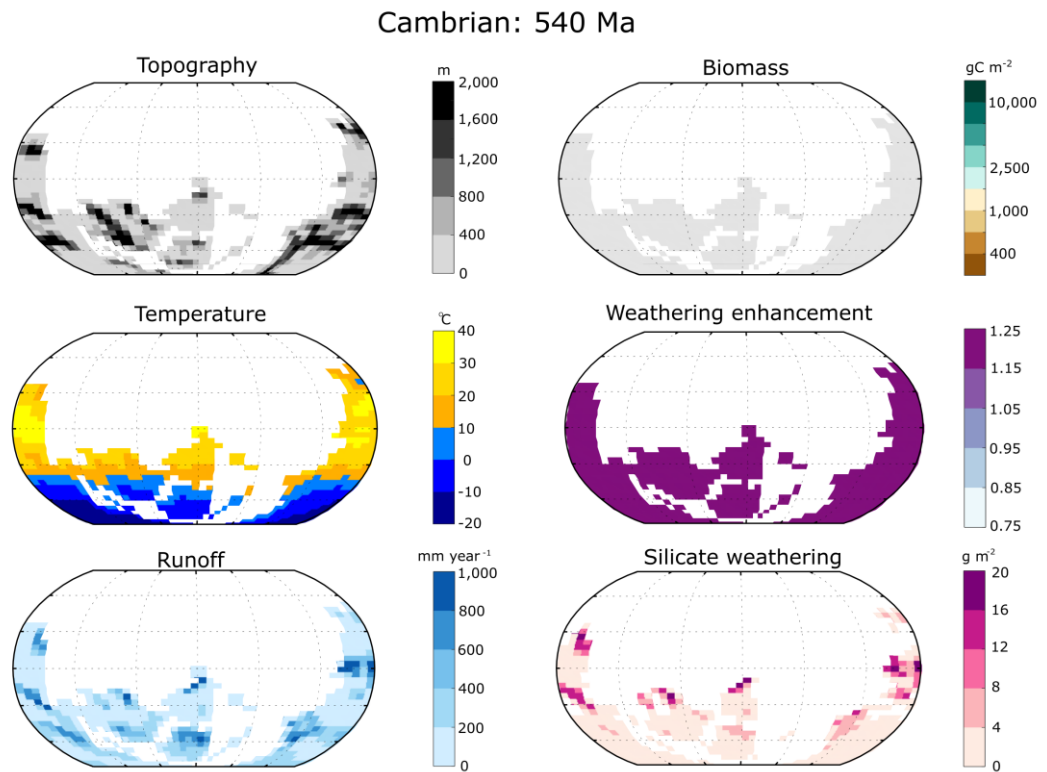 Cambrian: 540 Ma
Topography
m
2,000
1,600
1,200
800
400
0
Biomass
gC m⁻²
10,000
2,500
1,000
400
Temperature
°C
40
30
20
10
0
-10
-20
Weathering enhancement
1.25
1.15
1.05
0.95
0.85
0.75
Runoff
mm year⁻¹
1,000
800
600
400
200
0
Silicate weathering
g m⁻²
20
16
12
8
4
0